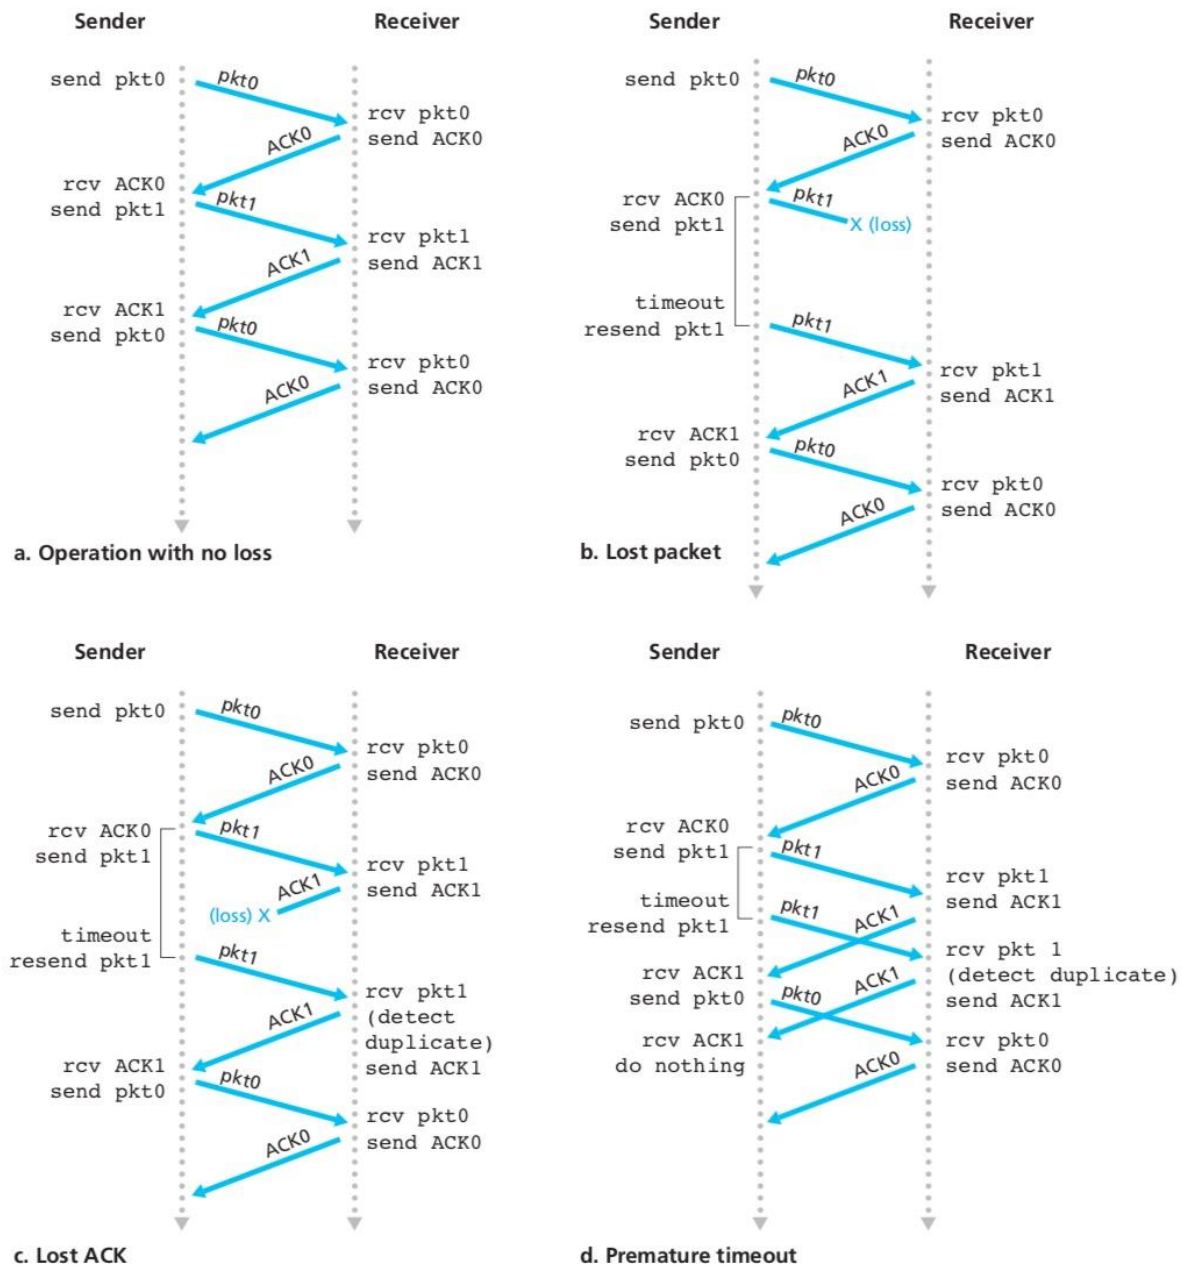 Sender
Receiver
send pkt0
pkt0
rcv pkt0
send ACK0
ACK0
rcv ACK0
send pkt1
pkt1
rcv pkt1
send ACK1
ACK1
rcv ACK1
send pkt0
pkt0
rcv pkt0
send ACK0
ACK0
a. Operation with no loss
Sender
Receiver
send pkt0
pkt0
rcv pkt0
send ACK0
ACK0
rcv ACK0
send pkt1
pkt1
X (loss)
timeout
resend pkt1
pkt1
rcv pkt1
send ACK1
ACK1
rcv ACK1
send pkt0
pkt0
rcv pkt0
send ACK0
ACK0
b. Lost packet
Sender
Receiver
send pkt0
pkt0
rcv pkt0
send ACK0
ACK0
rcv ACK0
send pkt1
pkt1
rcv pkt1
send ACK1
ACK1
(loss) X
timeout
resend pkt1
pkt1
rcv pkt1
(detect
duplicate)
send ACK1
ACK1
rcv ACK1
send pkt0
pkt0
rcv pkt0
send ACK0
ACK0
c. Lost ACK
Sender
Receiver
send pkt0
pkt0
rcv pkt0
send ACK0
ACK0
rcv ACK0
send pkt1
pkt1
rcv pkt1
send ACK1
timeout
resend pkt1
pkt1
ACK1
rcv pkt 1
(detect duplicate)
send ACK1
rcv ACK1
send pkt0
pkt0
ACK1
rcv ACK1
do nothing
rcv pkt0
send ACK0
ACK0
d. Premature timeout